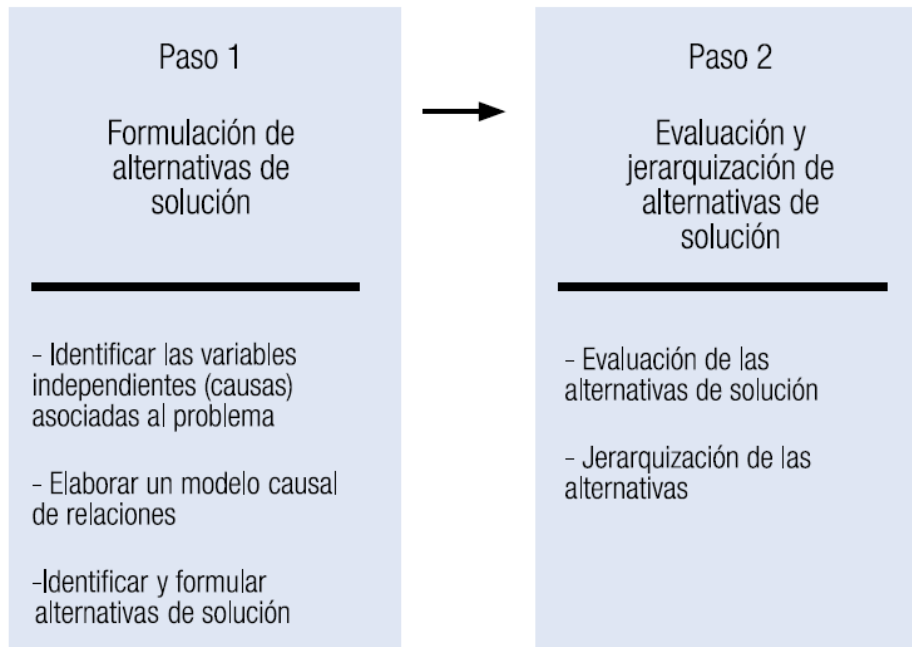 Paso 1
Formulación de
alternativas de
solución
- Identificar las variables
independientes (causas)
asociadas al problema
- Elaborar un modelo causal
de relaciones
-Identificar y formular
alternativas de solución
Paso 2
Evaluación y
jerarquización de
alternativas de
solución
- Evaluación de las
alternativas de solución
- Jerarquización de las
alternativas